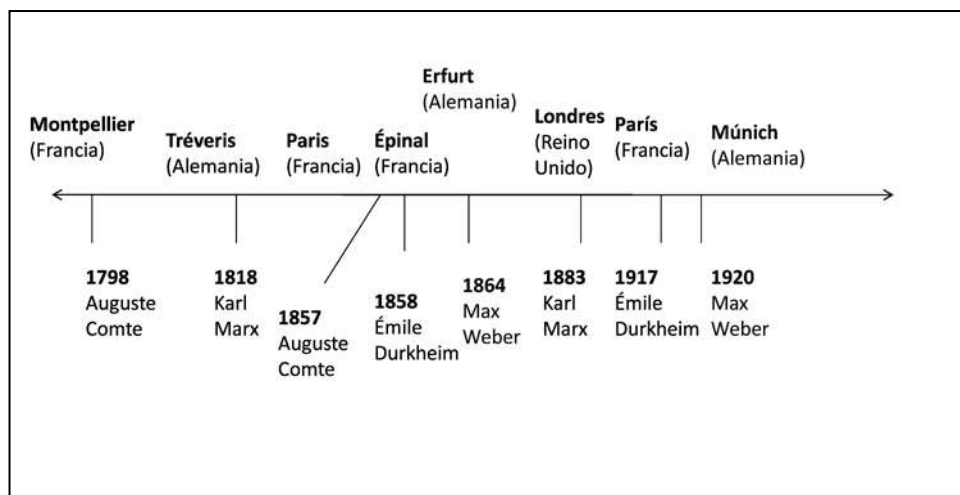 Montpellier
(Francia)
Tréveris
(Alemania)
Paris
(Francia)
Épinal
(Francia)
Erfurt
(Alemania)
Londres
(Reino
Unido)
París
(Francia)
Múnich
(Alemania)
1798
Auguste
Comte
1818
Karl
Marx
1857
Auguste
Comte
1858
Émile
Durkheim
1864
Max
Weber
1883
Karl
Marx
1917
Émile
Durkheim
1920
Max
Weber